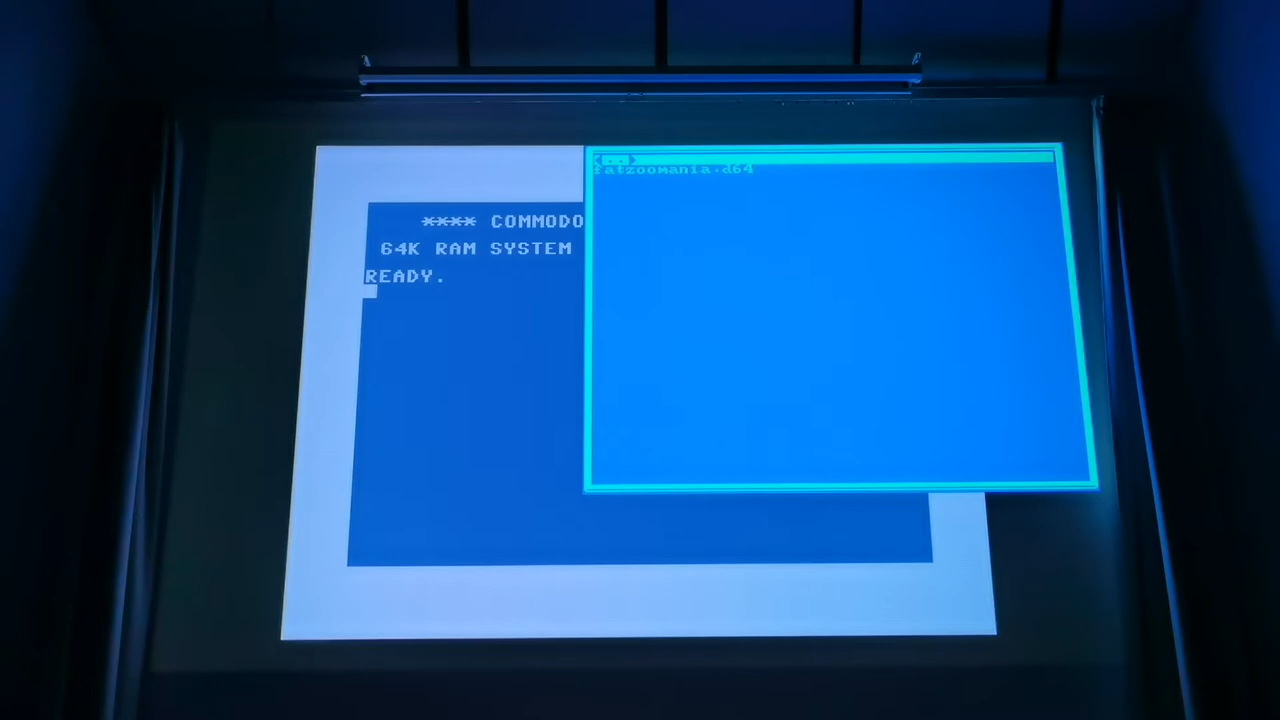 **** COMMODO
64K RAM SYSTEM
READY.
<..>
fatzoomania.d64